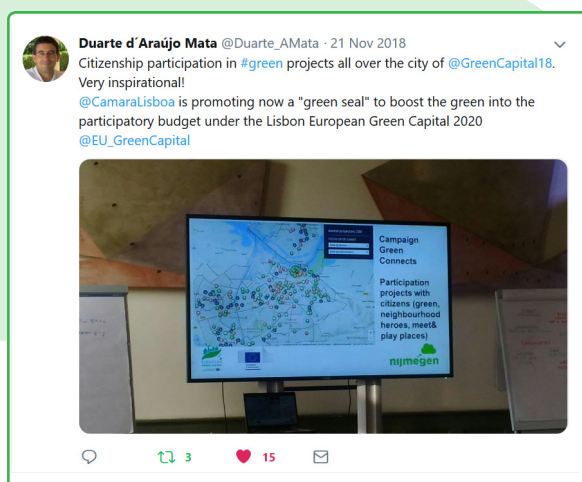 Duarte d´Araújo Mata @Duarte_AMata · 21 Nov 2018
Citizenship participation in #green projects all over the city of @GreenCapital18.
Very inspirational!
@CamaraLisboa is promoting now a "green seal" to boost the green into the
participatory budget under the Lisbon European Green Capital 2020
@EU_GreenCapital
Campaign
Green
Connects
Participation
projects with
citizens (green,
neighbourhood
heroes, meet&
play places)
nijmegen
3
15